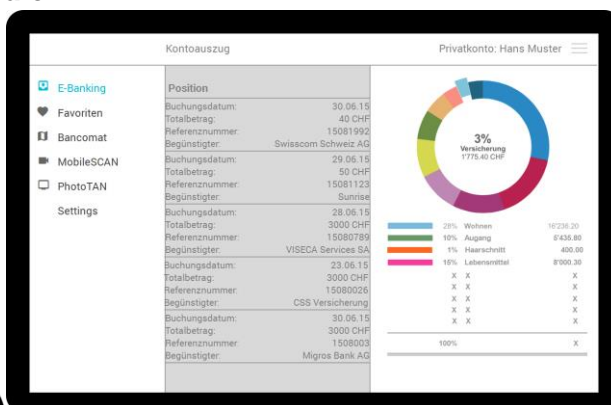 Kontoauszug
Privatkonto: Hans Muster
E-Banking
Favoriten
Bancomat
MobileSCAN
PhotoTAN
Settings
Position
Buchungsdatum: 30.06.15
Totalbetrag: 40 CHF
Referenznummer 15081992
Begünstigter: Swisscom Schweiz AG
Buchungsdatum: 29.06.15
Totalbetrag: 50 CHF
Referenznummer: 15081123
Begünstigter: Sunrise
Buchungsdatum: 28.06.15
Totalbetrag: 3000 CHF
Referenznummer: 15080789
Begünstigter: VISECA Services SA
Buchungsdatum: 23.06.15
Totalbetrag: 3000 CHF
Referenznummer: 15080026
Begünstigter: CSS Versicherung
Buchungsdatum: 30.06.15
Totalbetrag: 3000 CHF
Referenznummer: 1508003
Begünstigter: Migros Bank AG
3%
Versicherung
1'775.40 CHF
28% Wohnen 16'236.20
10% Augang 5'435.80
1% Haarschnitt 400.00
15% Lebensmittel 8'000.30
X X X
X X X
X X X
X X X
X X X
100% X